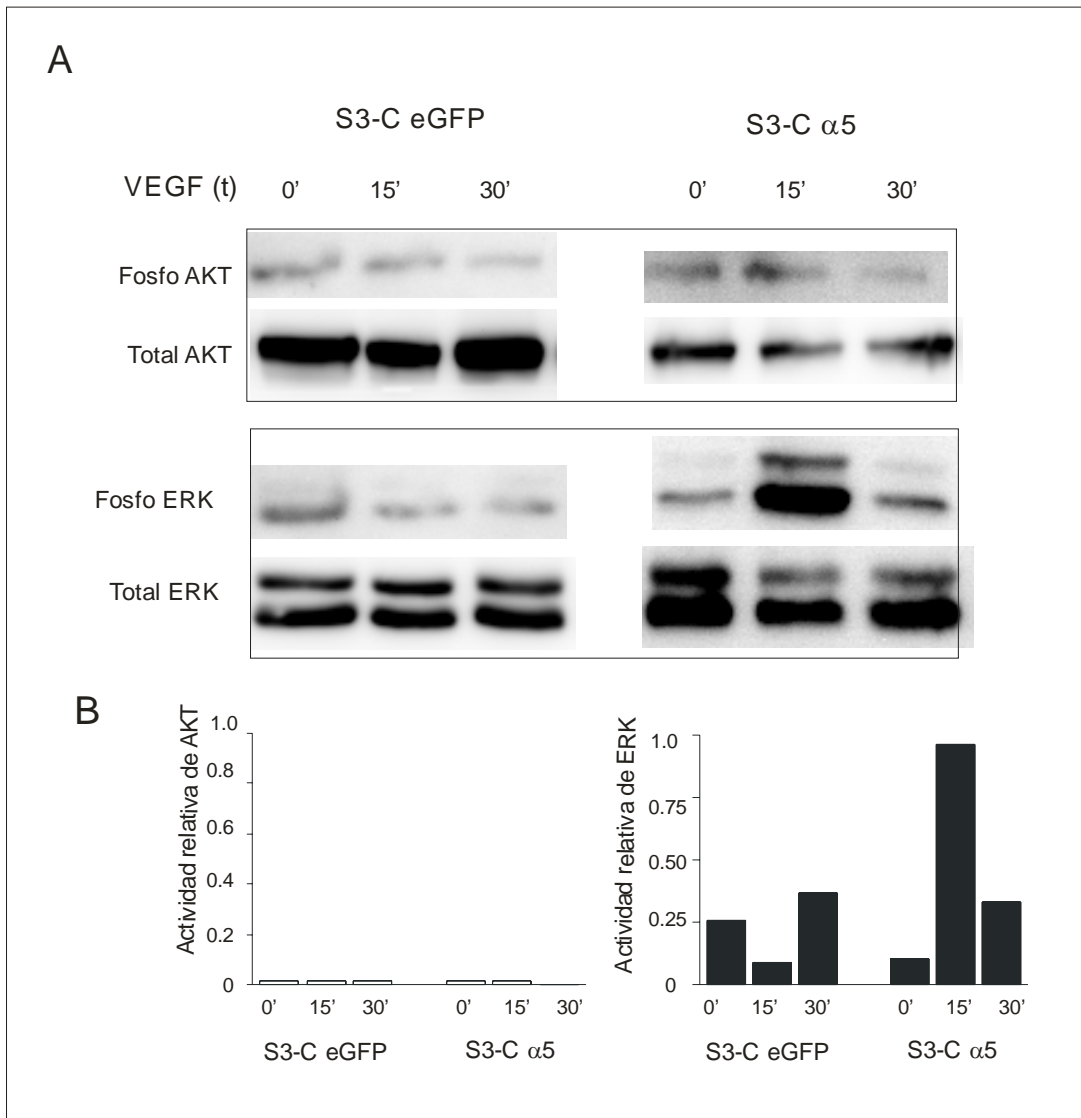 A
S3-C eGFP
S3-C α5
VEGF (t) 0' 15' 30' 0' 15' 30'
Fosfo AKT
Total AKT
Fosfo ERK
Total ERK
B
Actividad relativa de AKT
1.0
0.8
0.6
0.4
0.2
0
0' 15' 30' 0' 15' 30'
S3-C eGFP S3-C α5
Actividad relativa de ERK
1.0
0.75
0.50
0.25
0
0' 15' 30' 0' 15' 30'
S3-C eGFP S3-C α5